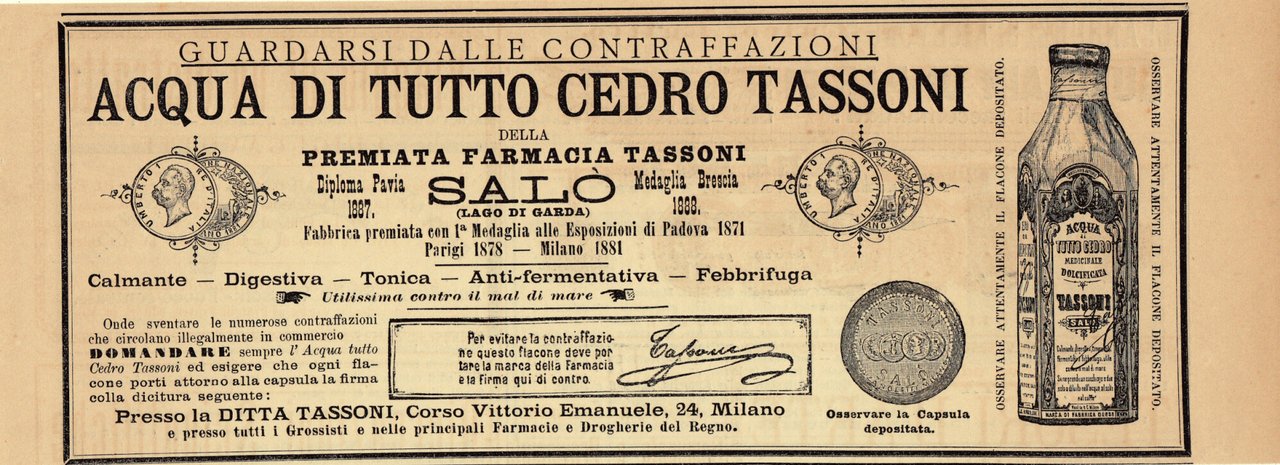 GUARDARSI DALLE CONTRAFFAZIONI
ACQUA DI TUTTO CEDRO TASSONI
DELLA
PREMIATA FARMACIA TASSONI
Diploma Pavia
1887.
SALÒ
(LAGO DI GARDA)
Medaglia Brescia
1888.
Fabbrica premiata con 1ª Medaglia alle Esposizioni di Padova 1871
Parigi 1878 — Milano 1881
UMBERTO I RE D'ITALIA
UMBERTO I RE D'ITALIA
Calmante — Digestiva — Tonica — Anti-fermentativa — Febbrifuga
Utilissima contro il mal di mare
Onde sventare le numerose contraffazioni
che circolano illegalmente in commercio
DOMANDARE sempre l'Acqua tutto
Cedro Tassoni ed esigere che ogni fla-
cone porti attorno alla capsula la firma
colla dicitura seguente:
Per evitare la contraffazio-
ne questo flacone deve por
tare la marca della Farmacia
e la firma qui di contro.
Tassoni
Presso la DITTA TASSONI, Corso Vittorio Emanuele, 24, Milano
e presso tutti i Grossisti e nelle principali Farmacie e Drogherie del Regno.
TASSONI
SALÒ
Osservare la Capsula
depositata.
OSSERVARE ATTENTAMENTE IL FLACONE DEPOSITATO.
Tassoni
ACQUA
di
TUTTO CEDRO
MEDICINALE
DOLCIFICATA
TASSONI
SALÒ
OSSERVARE ATTENTAMENTE IL FLACONE DEPOSITATO.